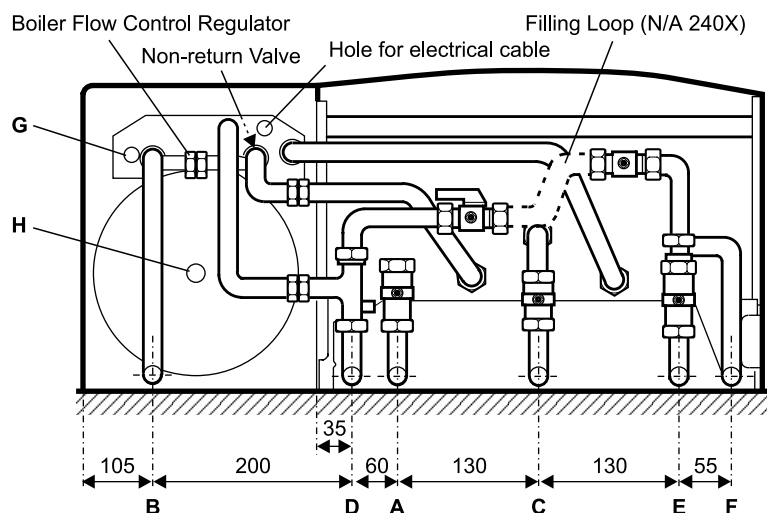 Boiler Flow Control Regulator
Filling Loop (N/A 240X)
Non-return Valve
Hole for electrical cable
G
H
35
105
200
60
130
130
55
B
D
A
C
E
F